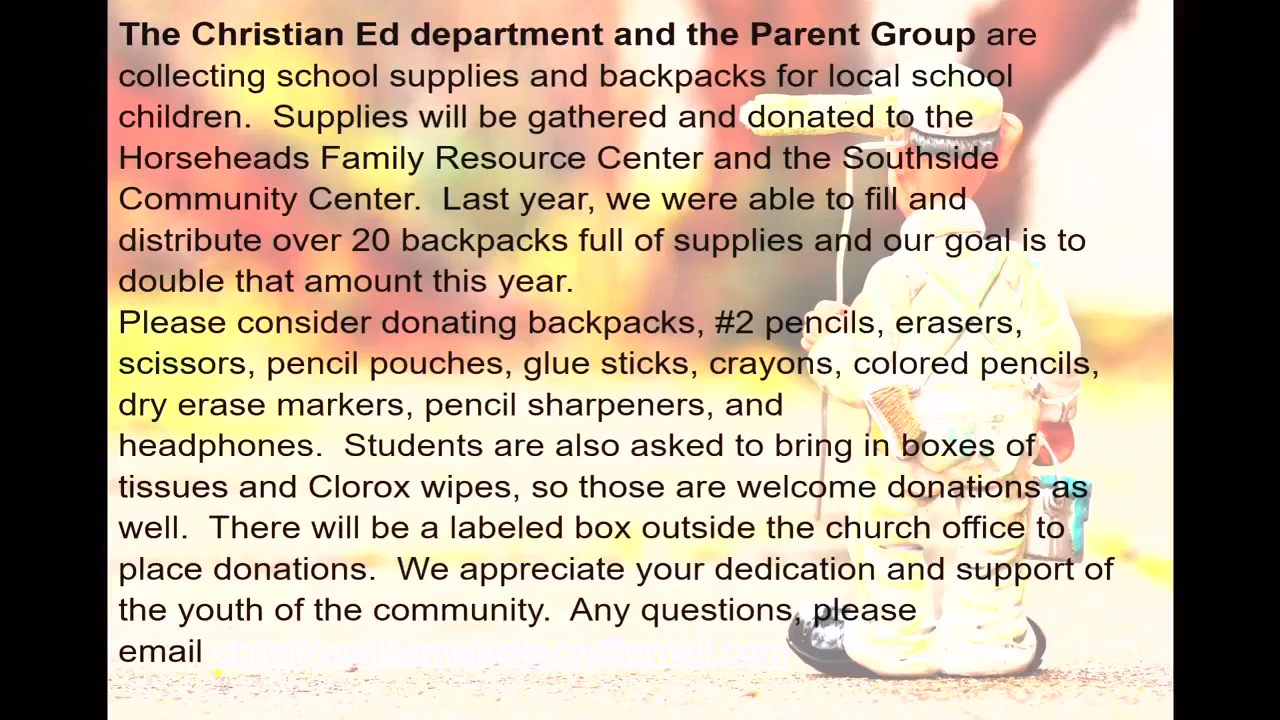 The Christian Ed department and the Parent Group are
collecting school supplies and backpacks for local school
children.  Supplies will be gathered and donated to the
Horseheads Family Resource Center and the Southside
Community Center.  Last year, we were able to fill and
distribute over 20 backpacks full of supplies and our goal is to
double that amount this year.
Please consider donating backpacks, #2 pencils, erasers,
scissors, pencil pouches, glue sticks, crayons, colored pencils,
dry erase markers, pencil sharpeners, and
headphones.  Students are also asked to bring in boxes of
tissues and Clorox wipes, so those are welcome donations as
well.  There will be a labeled box outside the church office to
place donations.  We appreciate your dedication and support of
the youth of the community.  Any questions, please
email